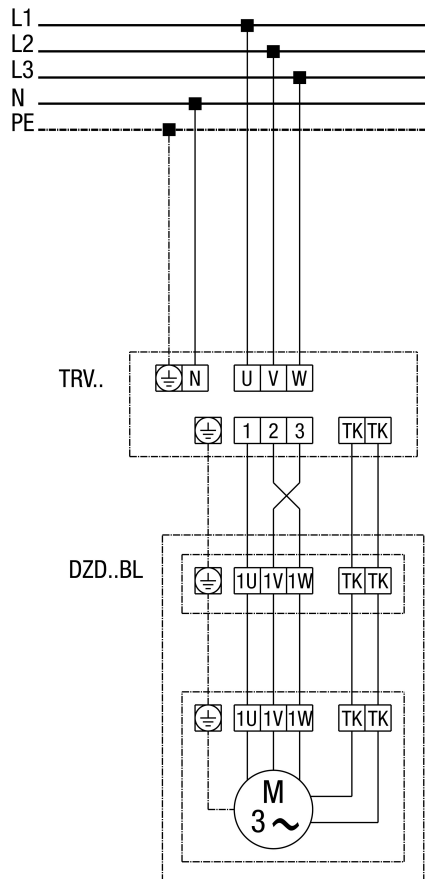 L1
L2
L3
N
PE
TRV..
N U V W
1 2 3 TK TK
DZD..BL
1U 1V 1W TK TK
1U 1V 1W TK TK
M
3 ~